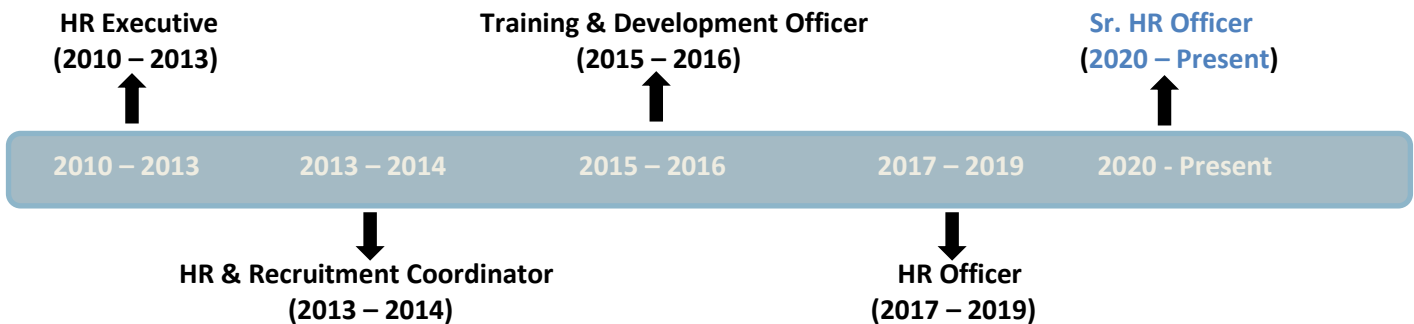 HR Executive
(2010 – 2013)
Training & Development Officer
(2015 – 2016)
Sr. HR Officer
(2020 – Present)
2010 – 2013
2013 – 2014
2015 – 2016
2017 – 2019
2020 - Present
HR & Recruitment Coordinator
(2013 – 2014)
HR Officer
(2017 – 2019)